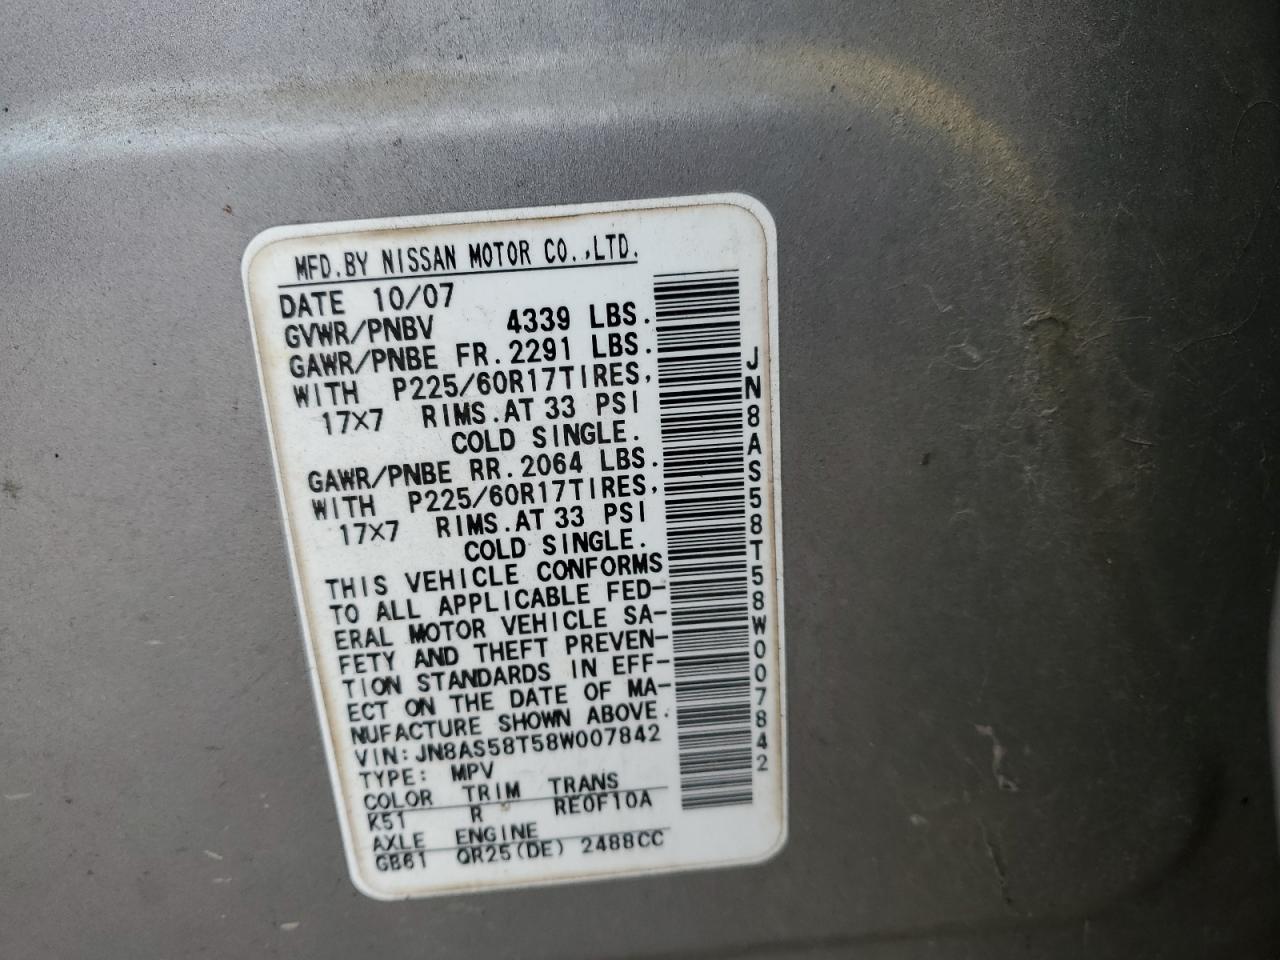 MFD.BY NISSAN MOTOR CO.,LTD.
DATE 10/07
GVWR/PNBV 4339 LBS.
GAWR/PNBE FR.2291 LBS.
WITH P225/60R17TIRES,
17×7 RIMS.AT 33 PSI
COLD SINGLE.
GAWR/PNBE RR.2064 LBS.
WITH P225/60R17TIRES,
17×7 RIMS.AT 33 PSI
COLD SINGLE.
THIS VEHICLE CONFORMS
TO ALL APPLICABLE FED-
ERAL MOTOR VEHICLE SA-
FETY AND THEFT PREVEN-
TION STANDARDS IN EFF-
ECT ON THE DATE OF MA-
NUFACTURE SHOWN ABOVE.
VIN:JN8AS58T58W007842
TYPE: MPV
COLOR TRIM TRANS
K51 R RE0F10A
AXLE ENGINE
GB61 QR25(DE) 2488CC
JN8AS58T58W007842